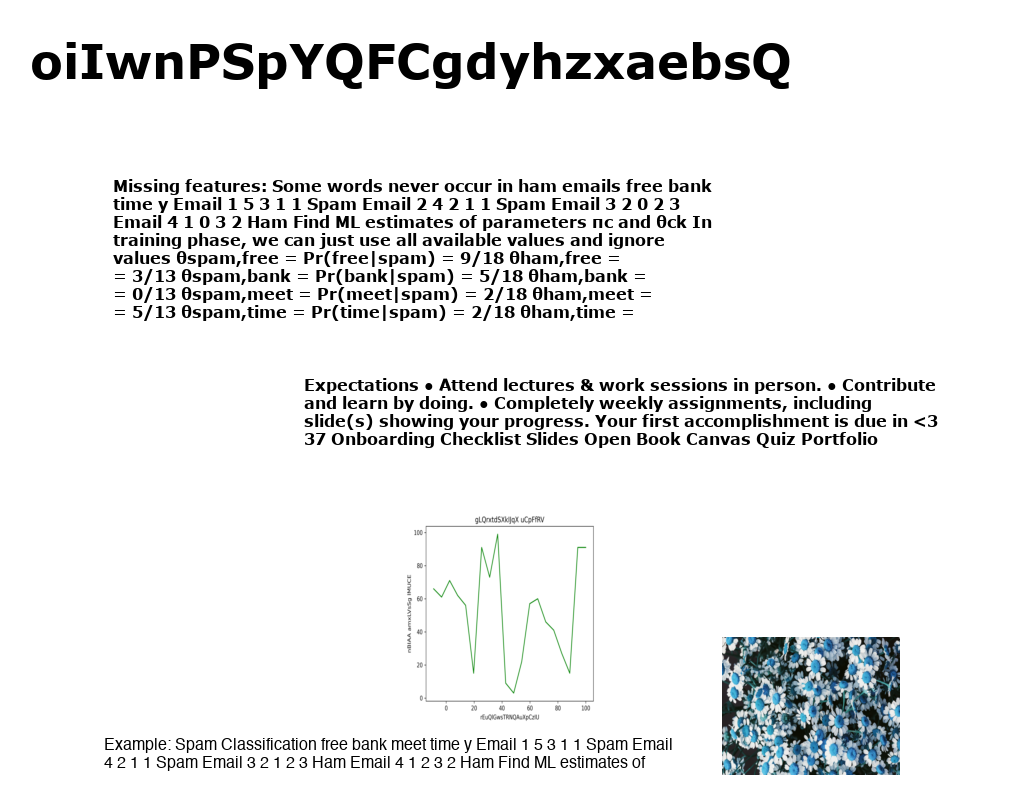 oiIwnPSpYQFCgdyhzxaebsQ
Missing features: Some words never occur in ham emails free bank
time y Email 1 5 3 1 1 Spam Email 2 4 2 1 1 Spam Email 3 2 0 2 3
Email 4 1 0 3 2 Ham Find ML estimates of parameters πc and θck In
training phase, we can just use all available values and ignore
values θspam,free = Pr(free|spam) = 9/18 θham,free =
= 3/13 θspam,bank = Pr(bank|spam) = 5/18 θham,bank =
= 0/13 θspam,meet = Pr(meet|spam) = 2/18 θham,meet =
= 5/13 θspam,time = Pr(time|spam) = 2/18 θham,time =
Expectations ● Attend lectures & work sessions in person. ● Contribute
and learn by doing. ● Completely weekly assignments, including
slide(s) showing your progress. Your first accomplishment is due in <3
37 Onboarding Checklist Slides Open Book Canvas Quiz Portfolio
100
80
60
40
20
0
0 20 40 60 80 100
Example: Spam Classification free bank meet time y Email 1 5 3 1 1 Spam Email
4 2 1 1 Spam Email 3 2 1 2 3 Ham Email 4 1 2 3 2 Ham Find ML estimates of